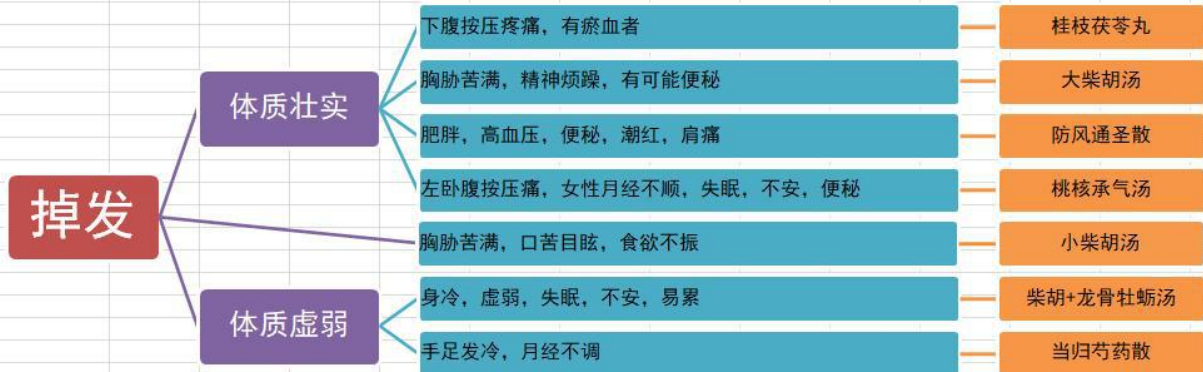 掉发
体质壮实
下腹按压疼痛，有瘀血者
桂枝茯苓丸
胸胁苦满，精神烦躁，有可能便秘
大柴胡汤
肥胖，高血压，便秘，潮红，肩痛
防风通圣散
左卧腹按压痛，女性月经不顺，失眠，不安，便秘
桃核承气汤
胸胁苦满，口苦目眩，食欲不振
小柴胡汤
体质虚弱
身冷，虚弱，失眠，不安，易累
柴胡+龙骨牡蛎汤
手足发冷，月经不调
当归芍药散